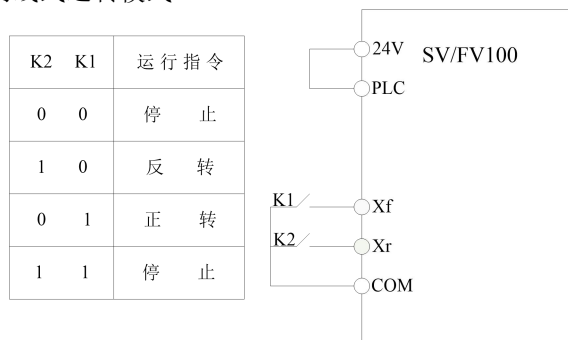 K2 K1 运行指令
0 0 停 止
1 0 反 转
0 1 正 转
1 1 停 止
24V SV/FV100
PLC
K1 Xf
K2 Xr
COM